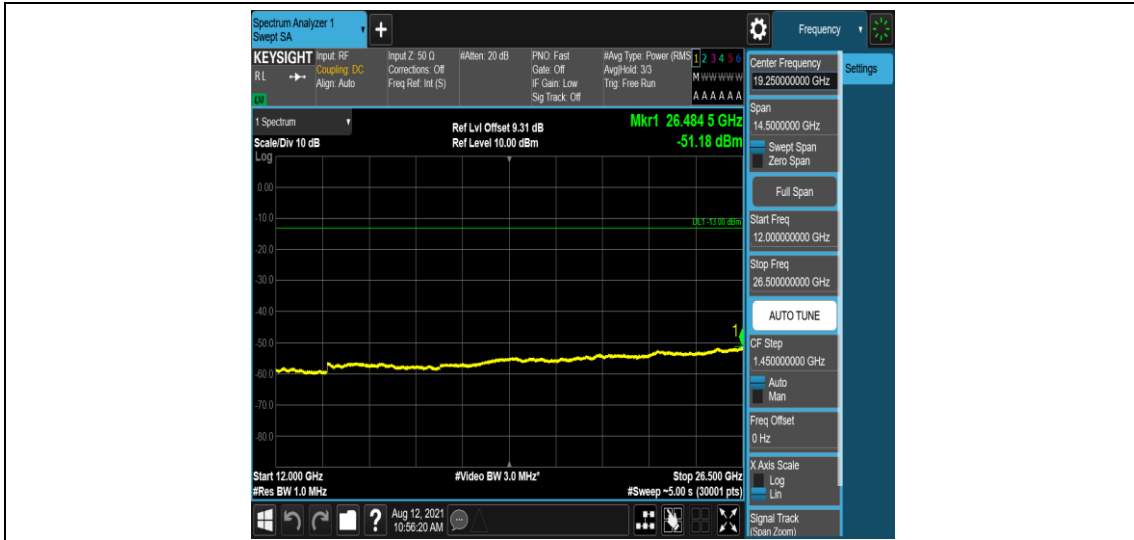 Spectrum Analyzer 1
Swept SA
+
Frequency
KEYSIGHT
RL
Input: RF
Coupling: DC
Align: Auto
Input Z: 50 Ω
Corrections: Off
Freq Ref: Int (S)
#Atten: 20 dB
PNO: Fast
Gate: Off
IF Gain: Low
Sig Track: Off
#Avg Type: Power (RMS
Avg|Hold: 3/3
Trig: Free Run
1 2 3 4 5 6
M W W W W W
A A A A A A
Center Frequency
19.250000000 GHz
Settings
Span
14.5000000 GHz
Swept Span
Zero Span
Full Span
Start Freq
12.000000000 GHz
Stop Freq
26.500000000 GHz
AUTO TUNE
CF Step
1.450000000 GHz
Auto
Man
Freq Offset
0 Hz
X Axis Scale
Log
Lin
Signal Track
(Span Zoom)
1 Spectrum
Scale/Div 10 dB
Log
Ref Lvl Offset 9.31 dB
Ref Level 10.00 dBm
Mkr1 26.484 5 GHz
-51.18 dBm
0.00
-10.0
DL1 -13.00 dBm
-20.0
-30.0
-40.0
1
-50.0
-60.0
-70.0
-80.0
Start 12.000 GHz
#Res BW 1.0 MHz
#Video BW 3.0 MHz*
Stop 26.500 GHz
#Sweep ~5.00 s (30001 pts)
?
Aug 12, 2021
10:56:20 AM